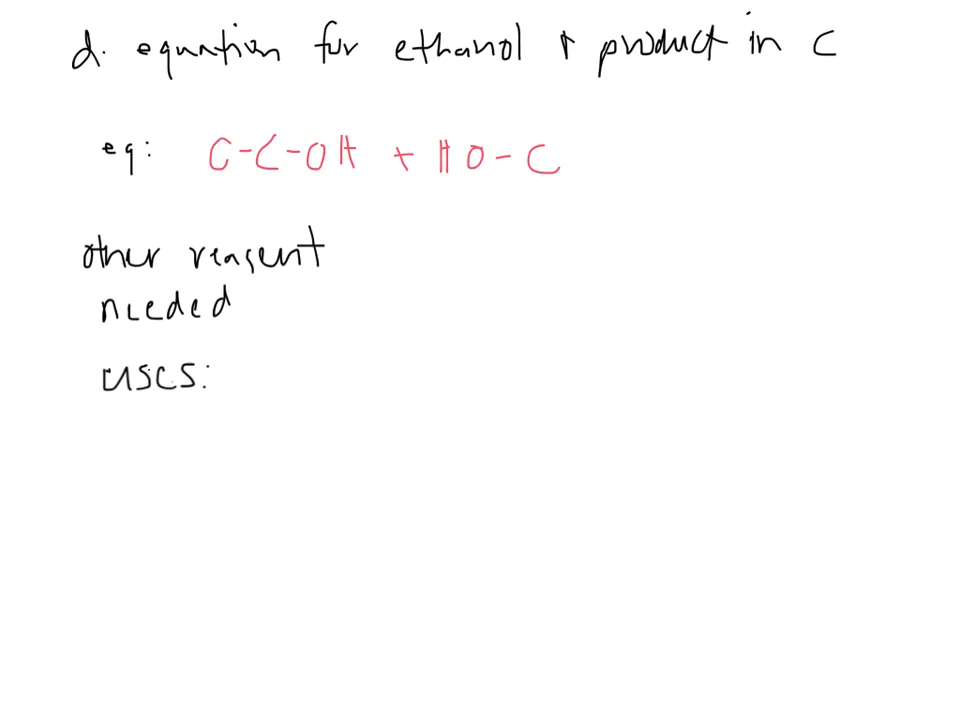 d. equation for ethanol + product in C
eq: C-C-OH + HO-C
other reagent
needed
uses: